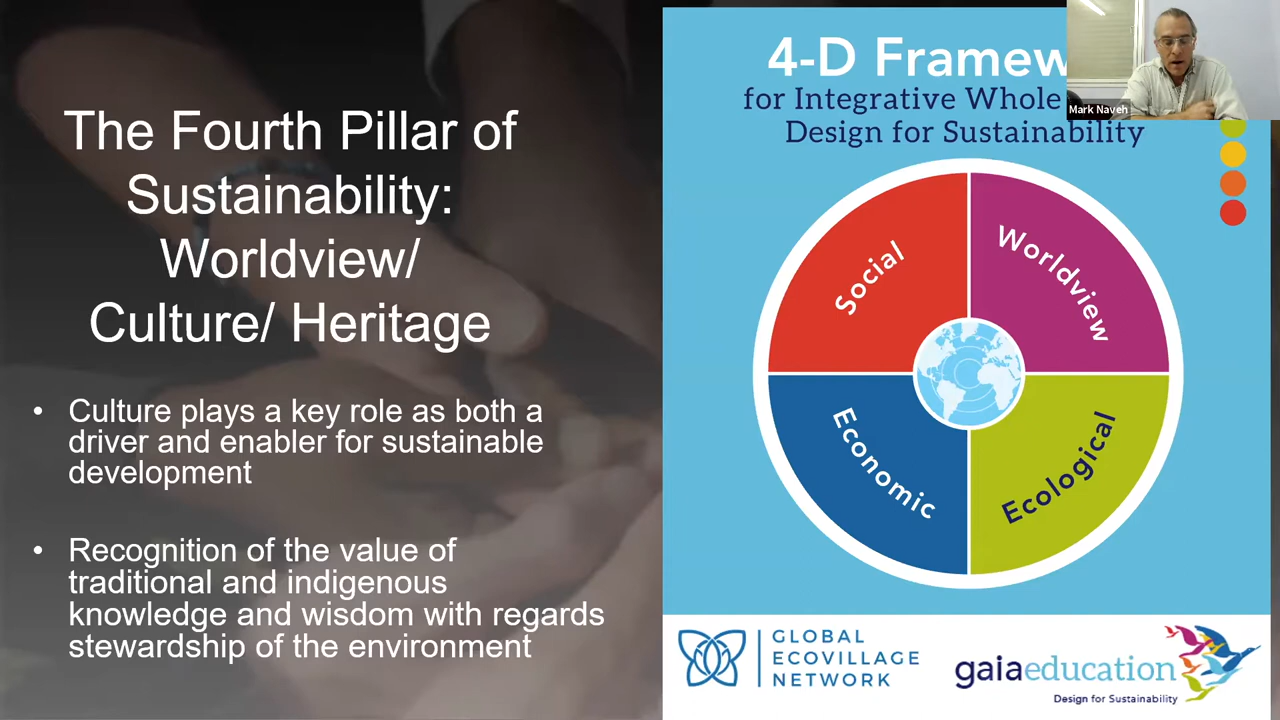 The Fourth Pillar of
Sustainability:
Worldview/
Culture/ Heritage
• Culture plays a key role as both a
driver and enabler for sustainable
development
• Recognition of the value of
traditional and indigenous
knowledge and wisdom with regards
stewardship of the environment
4-D Framew
for Integrative Whole
Design for Sustainability
Mark Naveh
Social
Worldview
Economic
Ecological
GLOBAL
ECOVILLAGE
NETWORK
gaiaeducation
Design for Sustainability